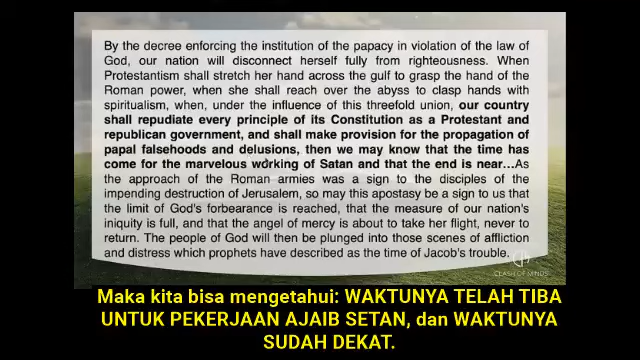 By the decree enforcing the institution of the papacy in violation of the law of
God, our nation will disconnect herself fully from righteousness. When
Protestantism shall stretch her hand across the gulf to grasp the hand of the
Roman power, when she shall reach over the abyss to clasp hands with
spiritualism, when, under the influence of this threefold union, our country
shall repudiate every principle of its Constitution as a Protestant and
republican government, and shall make provision for the propagation of
papal falsehoods and delusions, then we may know that the time has
come for the marvelous working of Satan and that the end is near...As
the approach of the Roman armies was a sign to the disciples of the
impending destruction of Jerusalem, so may this apostasy be a sign to us that
the limit of God's forbearance is reached, that the measure of our nation's
iniquity is full, and that the angel of mercy is about to take her flight, never to
return. The people of God will then be plunged into those scenes of affliction
and distress which prophets have described as the time of Jacob's trouble.
CLASH OF MINDS
Maka kita bisa mengetahui: WAKTUNYA TELAH TIBA
UNTUK PEKERJAAN AJAIB SETAN, dan WAKTUNYA
SUDAH DEKAT.